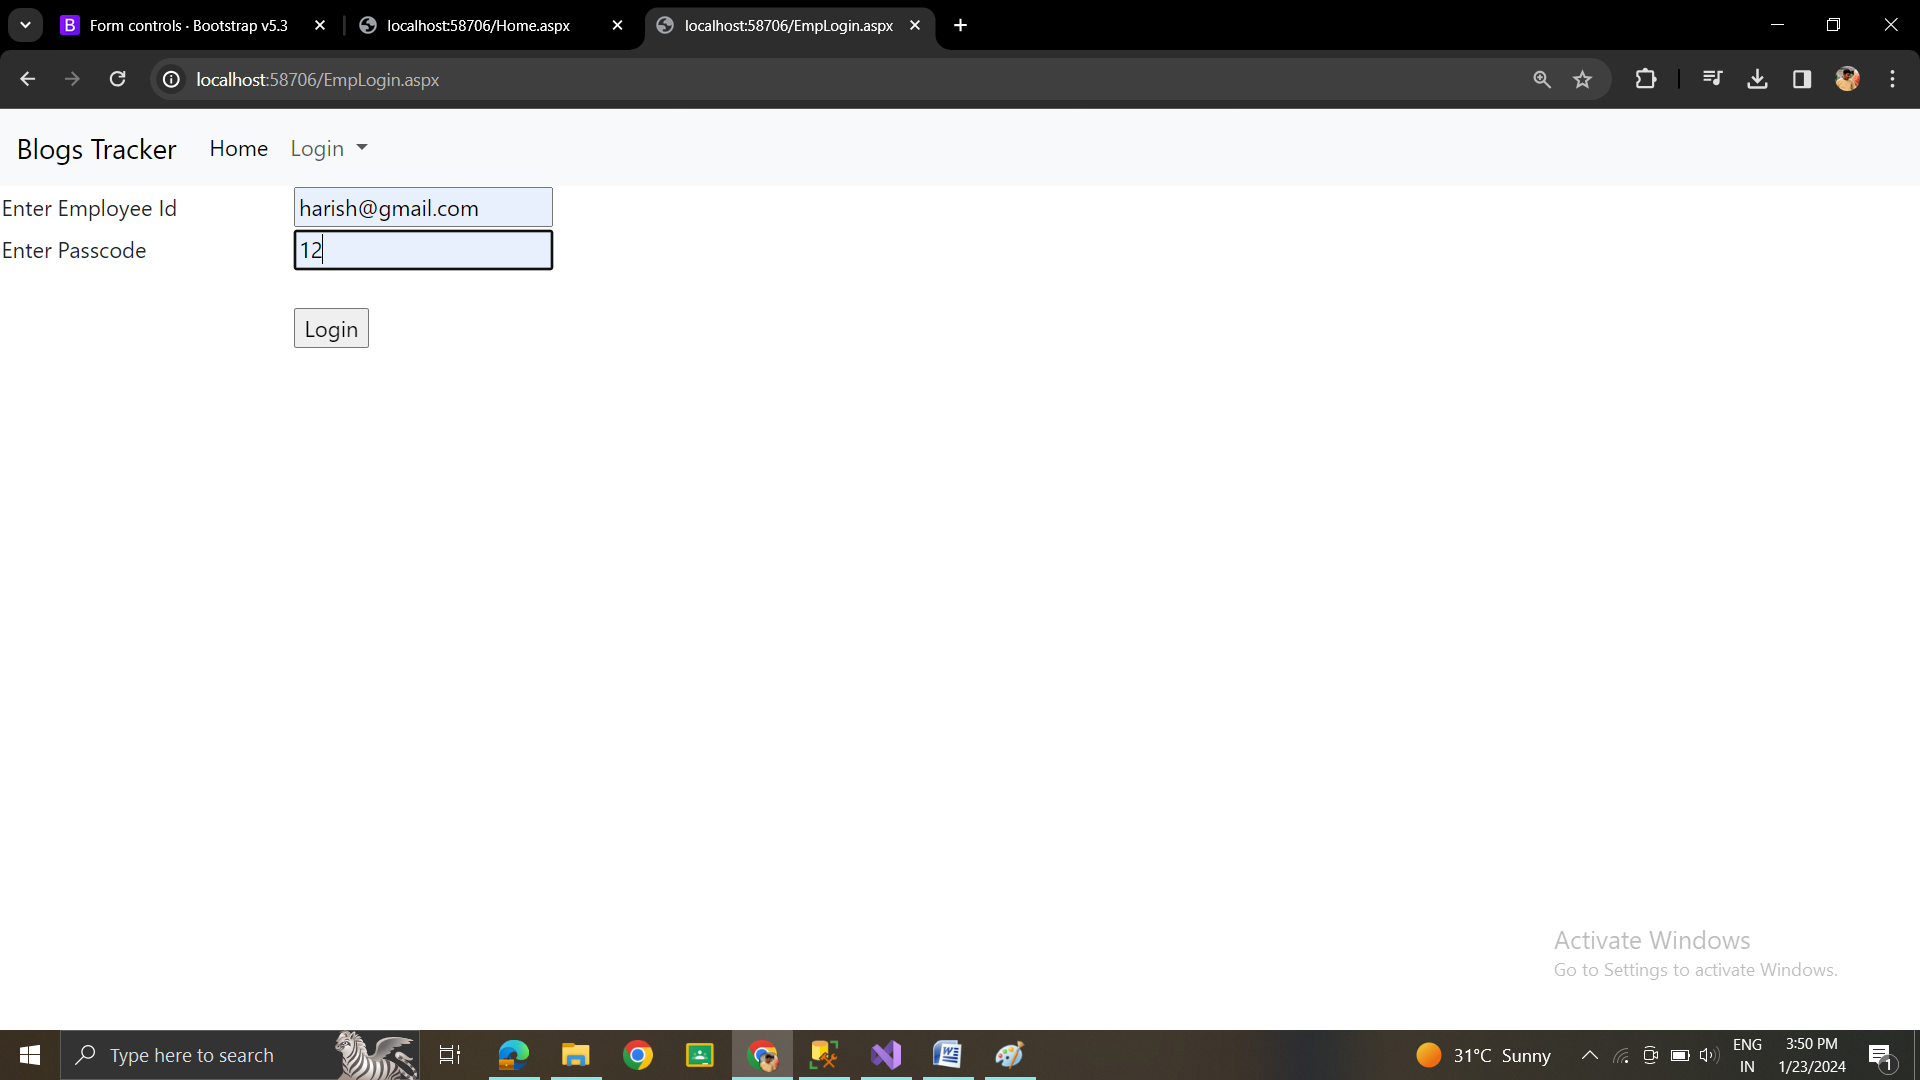 Form controls · Bootstrap v5.3
localhost:58706/Home.aspx
localhost:58706/EmpLogin.aspx
localhost:58706/EmpLogin.aspx
Blogs Tracker Home Login
Enter Employee Id harish@gmail.com
Enter Passcode 12
Login
Activate Windows
Go to Settings to activate Windows.
Type here to search
31°C Sunny
ENG
IN
3:50 PM
1/23/2024
1